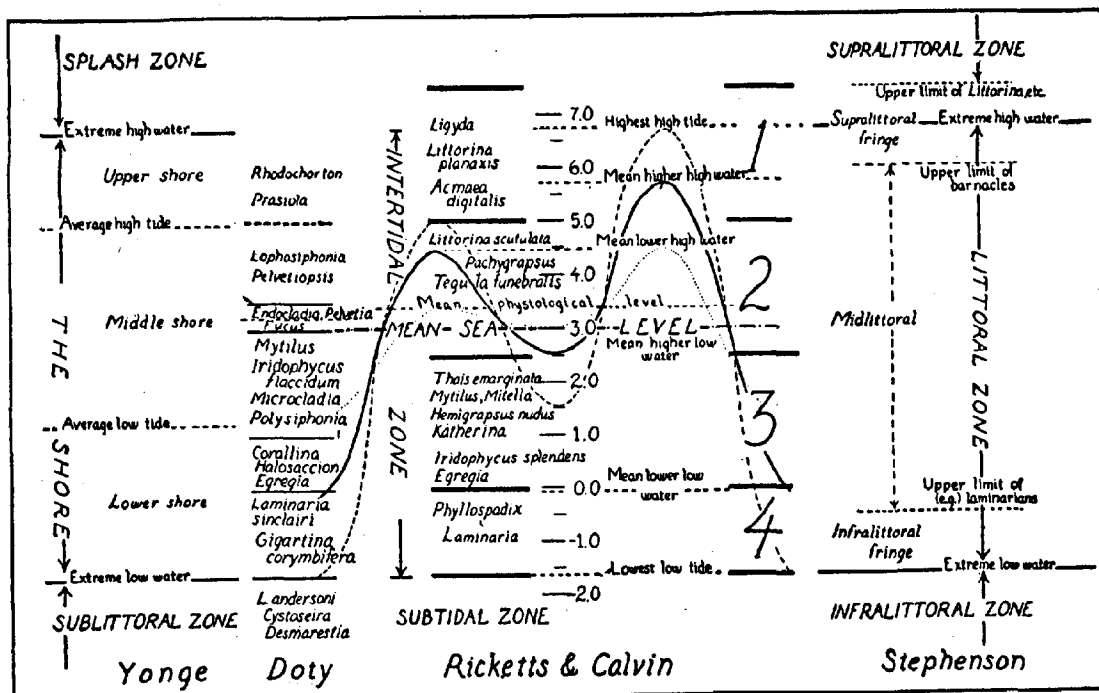 SPLASH ZONE
Extreme high water
Upper shore
Average high tide
THE SHORE
Middle shore
Average low tide
Lower shore
Extreme low water
SUBLITTORAL ZONE
Yonge
Rhodochorton
Prasiola
Lophosiphonia
Pelvetiopsis
Endocladia, Pelvetia
Fucus
Mytilus
Iridophycus
flaccidum
Microcladia
Polysiphonia
Corallina
Halosaccion
Egregia
Laminaria
sinclairi
Gigartina
corymbifera
L. andersoni
Cystoseira
Desmarestia
Doty
INTERTIDAL ZONE
Ligyda
Littorina
planaxis
Acmaea
digitalis
Littorina scutulata
Pachygrapsus
Tegula funebralis
Mean physiological level
MEAN SEA LEVEL
Thais emarginata
Mytilus, Mitella
Hemigrapsus nudus
Katherina
Iridophycus splendens
Egregia
Phyllospadix
Laminaria
SUBTIDAL ZONE
7.0
6.0
5.0
4.0
3.0
2.0
1.0
0.0
-1.0
-2.0
Highest high tide
Mean higher high water
Mean lower high
water
Mean higher low
water
Mean lower low
water
Lowest low tide
1
2
3
4
Ricketts & Calvin
SUPRALITTORAL ZONE
Upper limit of Littorina, etc.
Supralittoral
fringe
Extreme high water
Upper limit of
barnacles
LITTORAL ZONE
Midlittoral
Upper limit of
(e.g.) laminarians
Infralittoral
fringe
Extreme low water
INFRALITTORAL ZONE
Stephenson